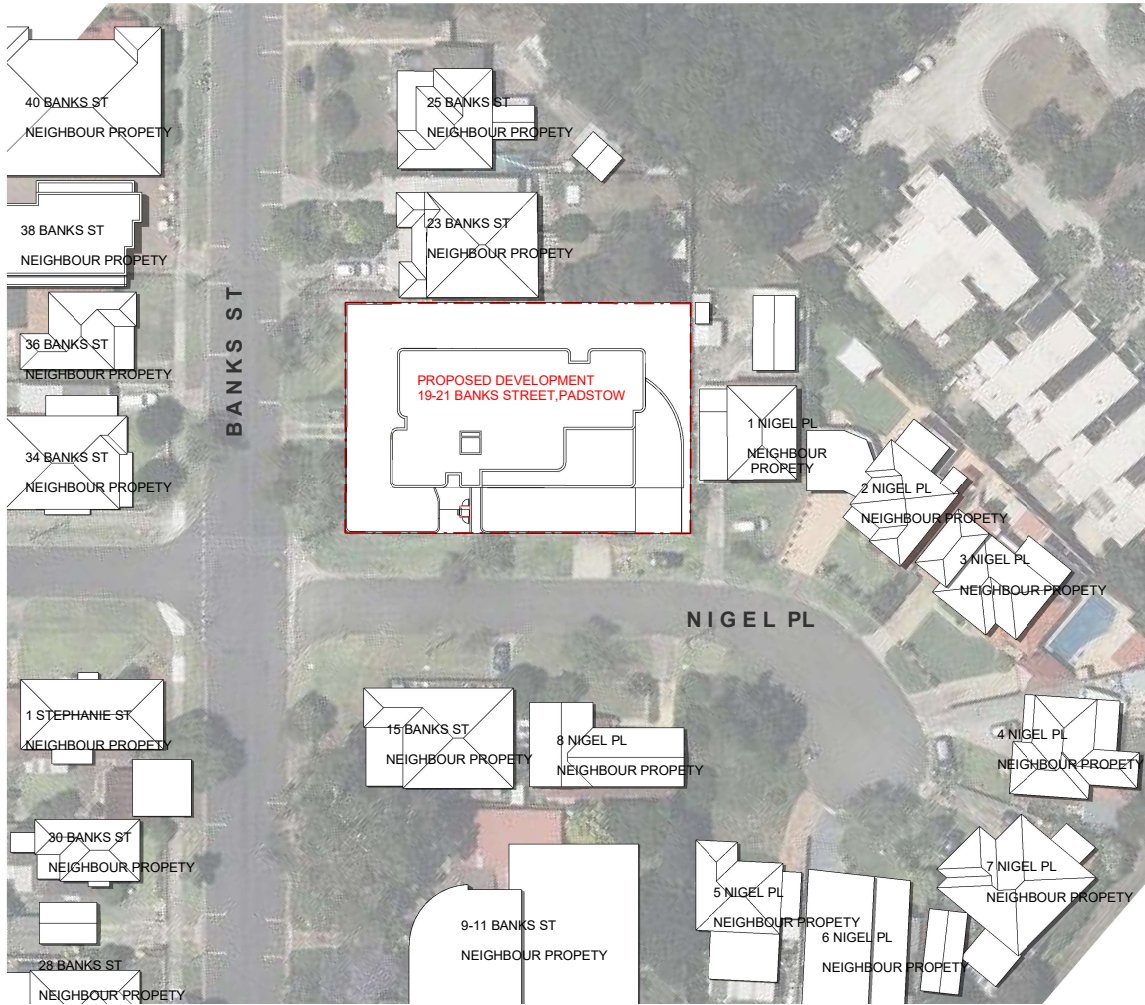 40 BANKS ST
NEIGHBOUR PROPETY
25 BANKS ST
NEIGHBOUR PROPETY
38 BANKS ST
NEIGHBOUR PROPETY
23 BANKS ST
NEIGHBOUR PROPETY
36 BANKS ST
NEIGHBOUR PROPETY
BANKS ST
PROPOSED DEVELOPMENT
19-21 BANKS STREET,PADSTOW
34 BANKS ST
NEIGHBOUR PROPETY
1 NIGEL PL
NEIGHBOUR
PROPETY
2 NIGEL PL
NEIGHBOUR PROPETY
3 NIGEL PL
NEIGHBOUR PROPETY
NIGEL PL
1 STEPHANIE ST
NEIGHBOUR PROPETY
15 BANKS ST
NEIGHBOUR PROPETY
8 NIGEL PL
NEIGHBOUR PROPETY
4 NIGEL PL
NEIGHBOUR PROPETY
30 BANKS ST
NEIGHBOUR PROPETY
9-11 BANKS ST
NEIGHBOUR PROPETY
5 NIGEL PL
NEIGHBOUR PROPETY
7 NIGEL PL
NEIGHBOUR PROPETY
6 NIGEL PL
NEIGHBOUR PROPETY
28 BANKS ST
NEIGHBOUR PROPETY